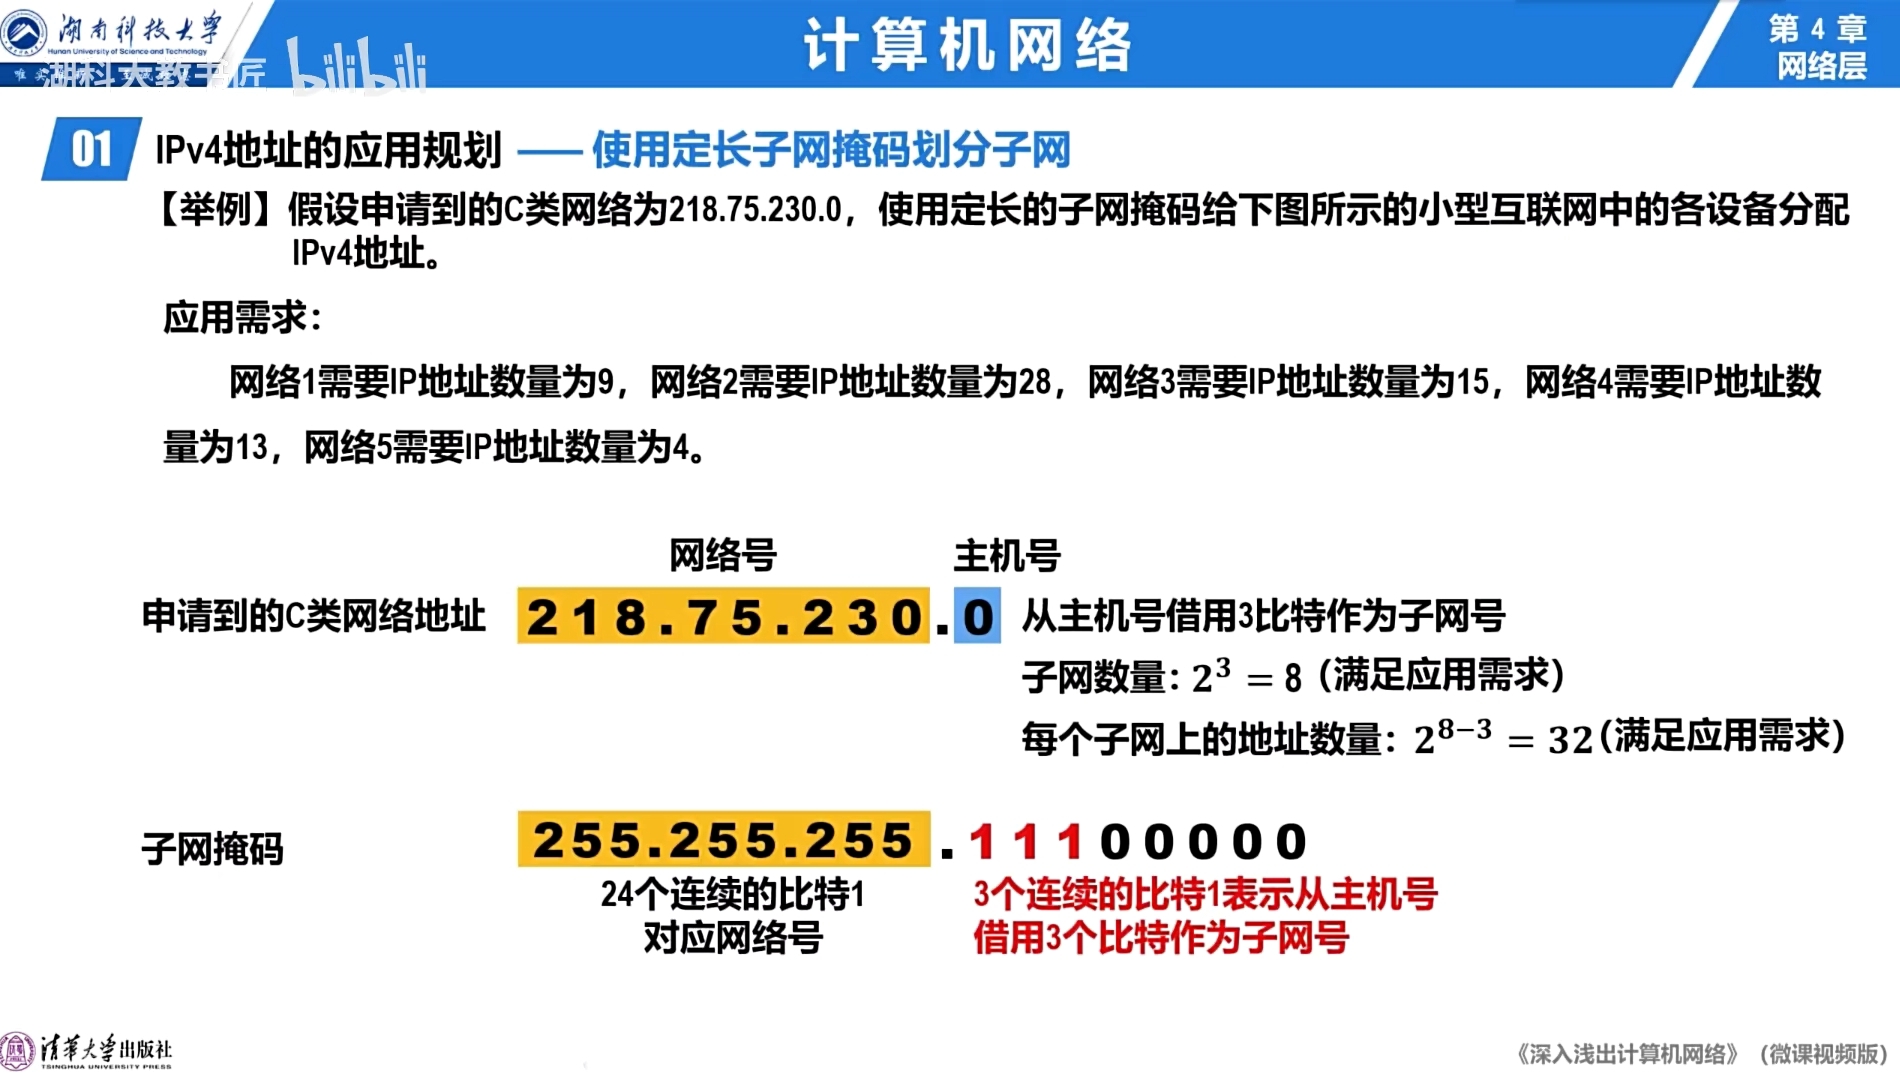 湖南科技大学
Hunan University of Science and Technology
湖科大教书匠 bilibili
计算机网络
第 4 章
网络层
01 IPv4地址的应用规划 —— 使用定长子网掩码划分子网
【举例】假设申请到的C类网络为218.75.230.0，使用定长的子网掩码给下图所示的小型互联网中的各设备分配
IPv4地址。
应用需求：
网络1需要IP地址数量为9，网络2需要IP地址数量为28，网络3需要IP地址数量为15，网络4需要IP地址数
量为13，网络5需要IP地址数量为4。
网络号 主机号
申请到的C类网络地址 218.75.230.0 从主机号借用3比特作为子网号
子网数量：2³ = 8（满足应用需求）
每个子网上的地址数量：2⁸⁻³ = 32（满足应用需求）
子网掩码 255.255.255.11100000
24个连续的比特1 3个连续的比特1表示从主机号
对应网络号 借用3个比特作为子网号
清华大学出版社
TSINGHUA UNIVERSITY PRESS
《深入浅出计算机网络》（微课视频版）